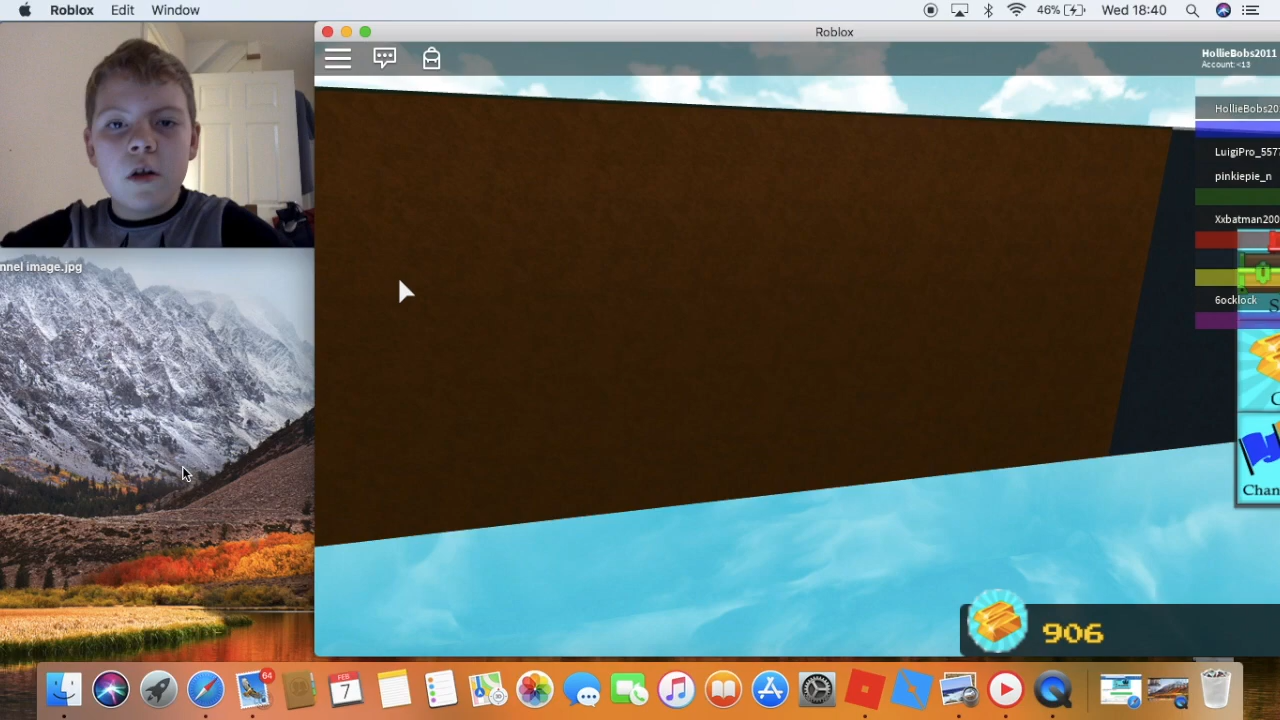 Roblox Edit Window
46%
Wed 18:40
Roblox
HollieBobs2011
Account: <13
HollieBobs20
LuigiPro_557
pinkiepie_n
Xxbatman200
6ocklock
S
C
Chan
nnel image.jpg
906
64
FEB
7